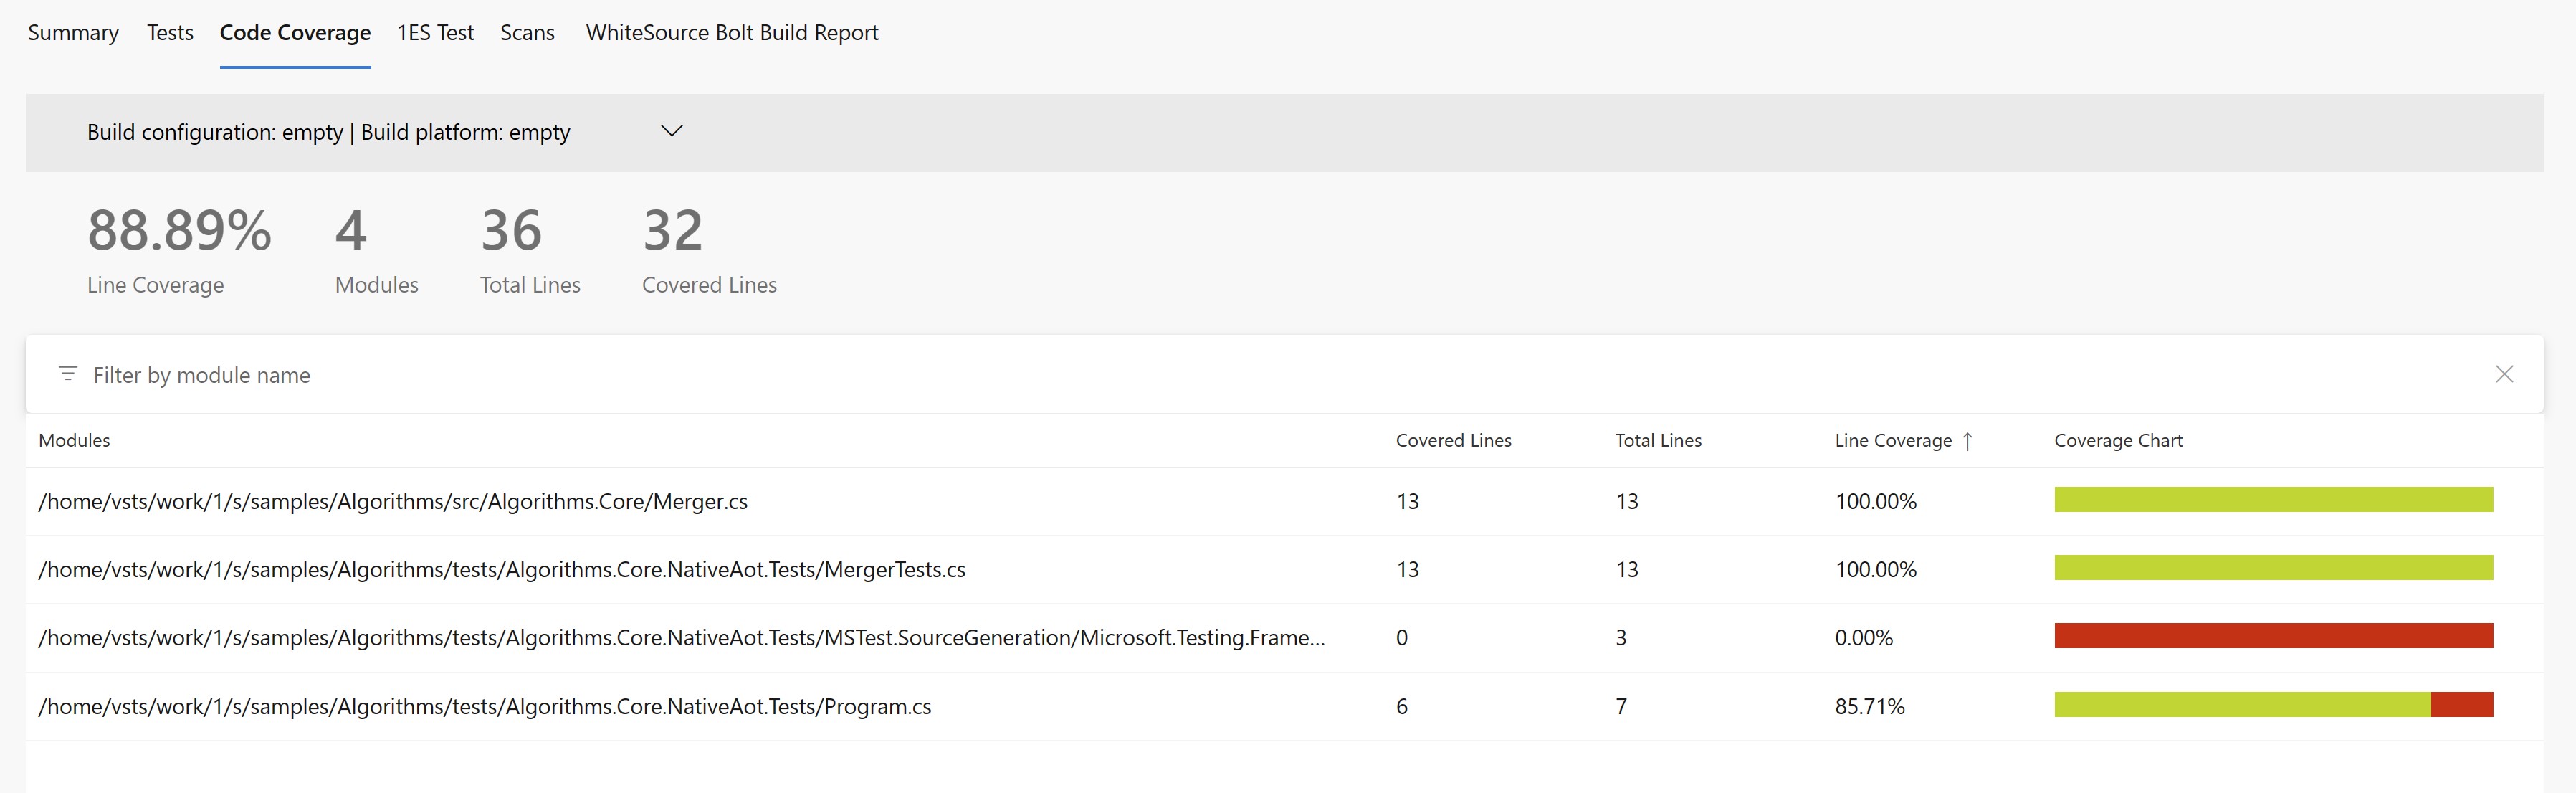 Summary Tests Code Coverage 1ES Test Scans WhiteSource Bolt Build Report
Build configuration: empty | Build platform: empty
88.89% 4 36 32
Line Coverage Modules Total Lines Covered Lines
Filter by module name
Modules Covered Lines Total Lines Line Coverage ↑ Coverage Chart
/home/vsts/work/1/s/samples/Algorithms/src/Algorithms.Core/Merger.cs 13 13 100.00%
/home/vsts/work/1/s/samples/Algorithms/tests/Algorithms.Core.NativeAot.Tests/MergerTests.cs 13 13 100.00%
/home/vsts/work/1/s/samples/Algorithms/tests/Algorithms.Core.NativeAot.Tests/MSTest.SourceGeneration/Microsoft.Testing.Frame... 0 3 0.00%
/home/vsts/work/1/s/samples/Algorithms/tests/Algorithms.Core.NativeAot.Tests/Program.cs 6 7 85.71%